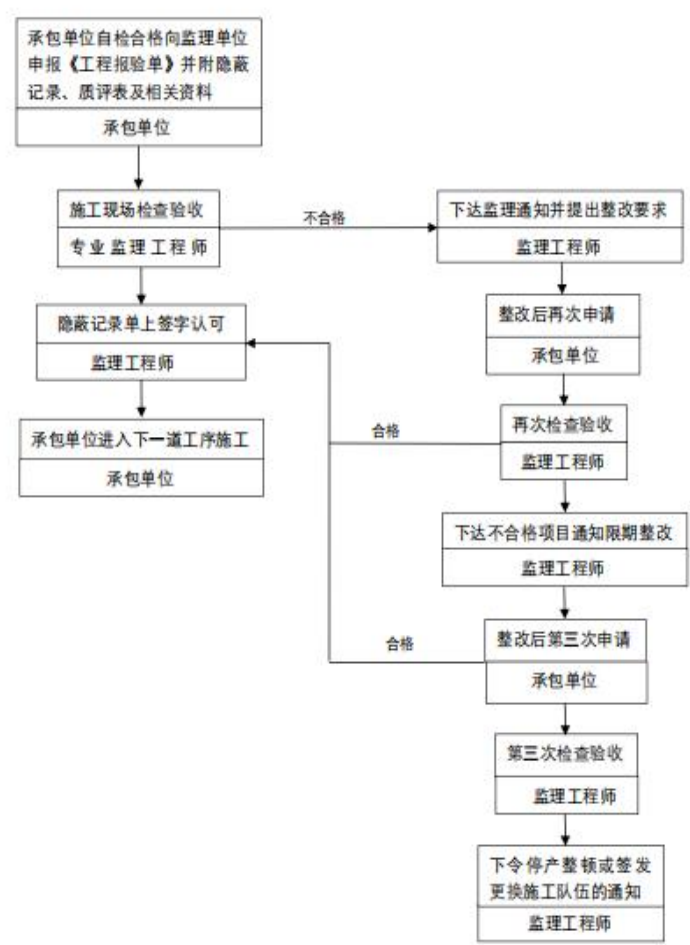 承包单位自检合格向监理单位
申报《工程报验单》并附隐蔽
记录、质评表及相关资料
承包单位
施工现场检查验收
专业监理工程师
不合格
下达监理通知并提出整改要求
监理工程师
整改后再次申请
承包单位
隐蔽记录单上签字认可
监理工程师
再次检查验收
监理工程师
合格
承包单位进入下一道工序施工
承包单位
下达不合格项目通知限期整改
监理工程师
整改后第三次申请
承包单位
合格
第三次检查验收
监理工程师
下令停产整顿或签发
更换施工队伍的通知
监理工程师